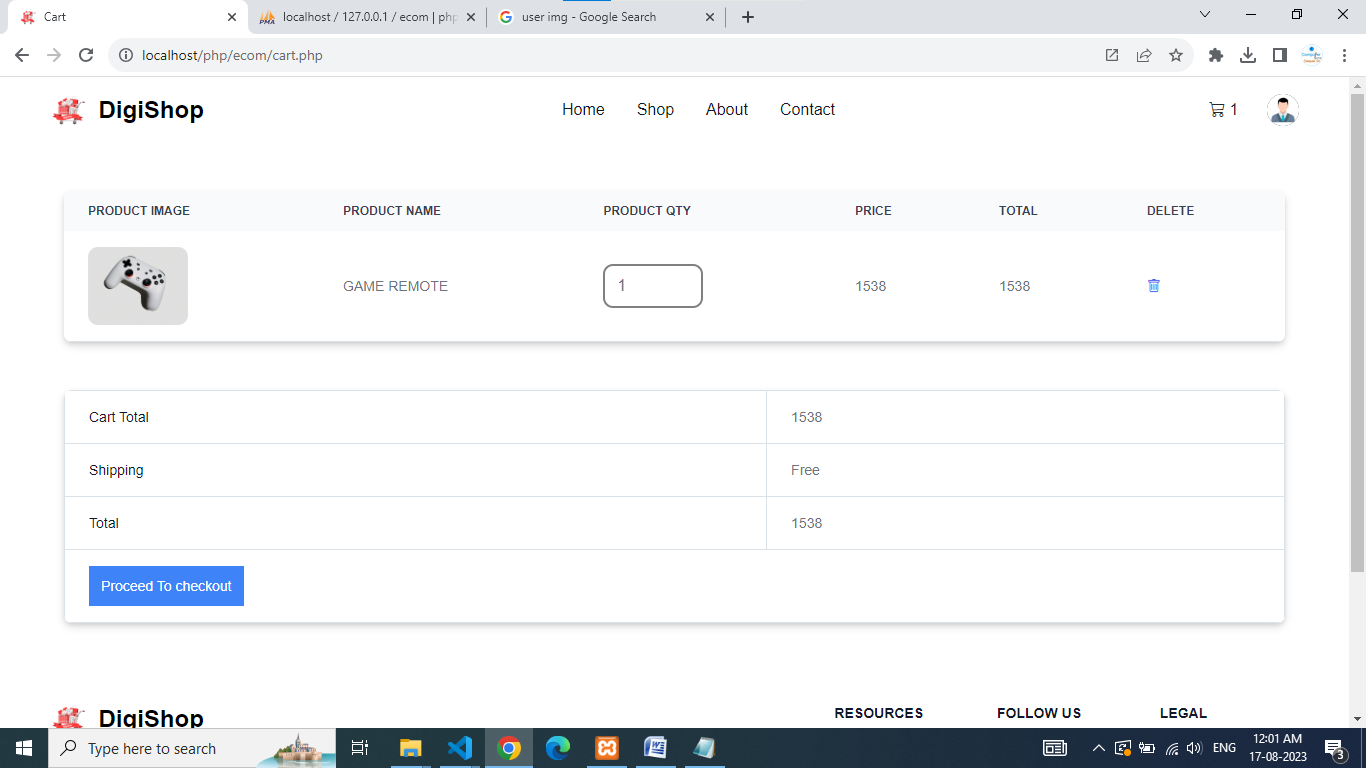 Cart
localhost / 127.0.0.1 / ecom | php
user img - Google Search
localhost/php/ecom/cart.php
DigiShop
Home Shop About Contact
1
PRODUCT IMAGE PRODUCT NAME PRODUCT QTY PRICE TOTAL DELETE
GAME REMOTE 1 1538 1538
Cart Total 1538
Shipping Free
Total 1538
Proceed To checkout
DigiShop
RESOURCES FOLLOW US LEGAL
Type here to search
ENG
12:01 AM
17-08-2023
3